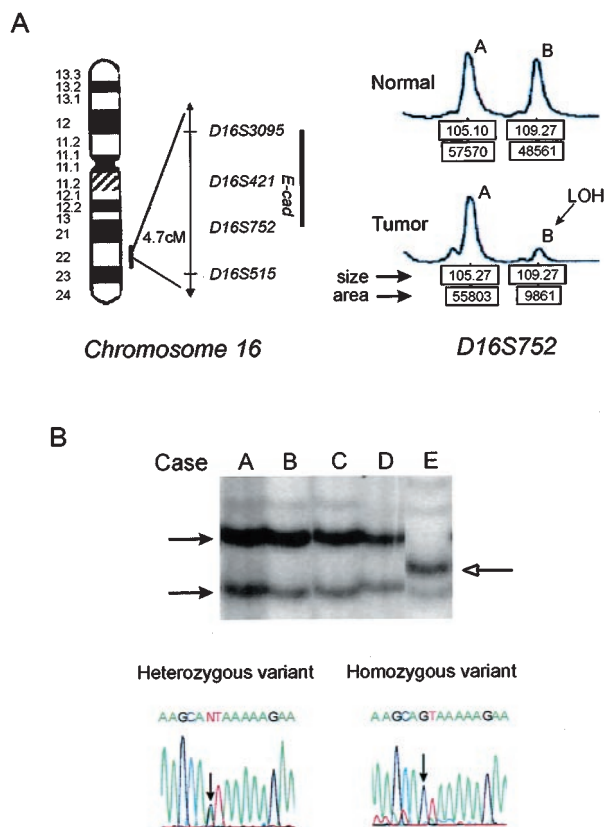 A
13.3
13.2
13.1
12
11.2
11.1
11.1
11.2
12.1
12.2
13
21
22
23
24
4.7cM
D16S3095
D16S421
D16S752
D16S515
E-cad
Chromosome 16
Normal
A
B
105.10
109.27
57570
48561
Tumor
A
B
LOH
size
105.27
109.27
area
55803
9861
D16S752
B
Case A B C D E
Heterozygous variant
AAGCANTAAAAAGAA
Homozygous variant
AAGCAGTAAAAAGAA